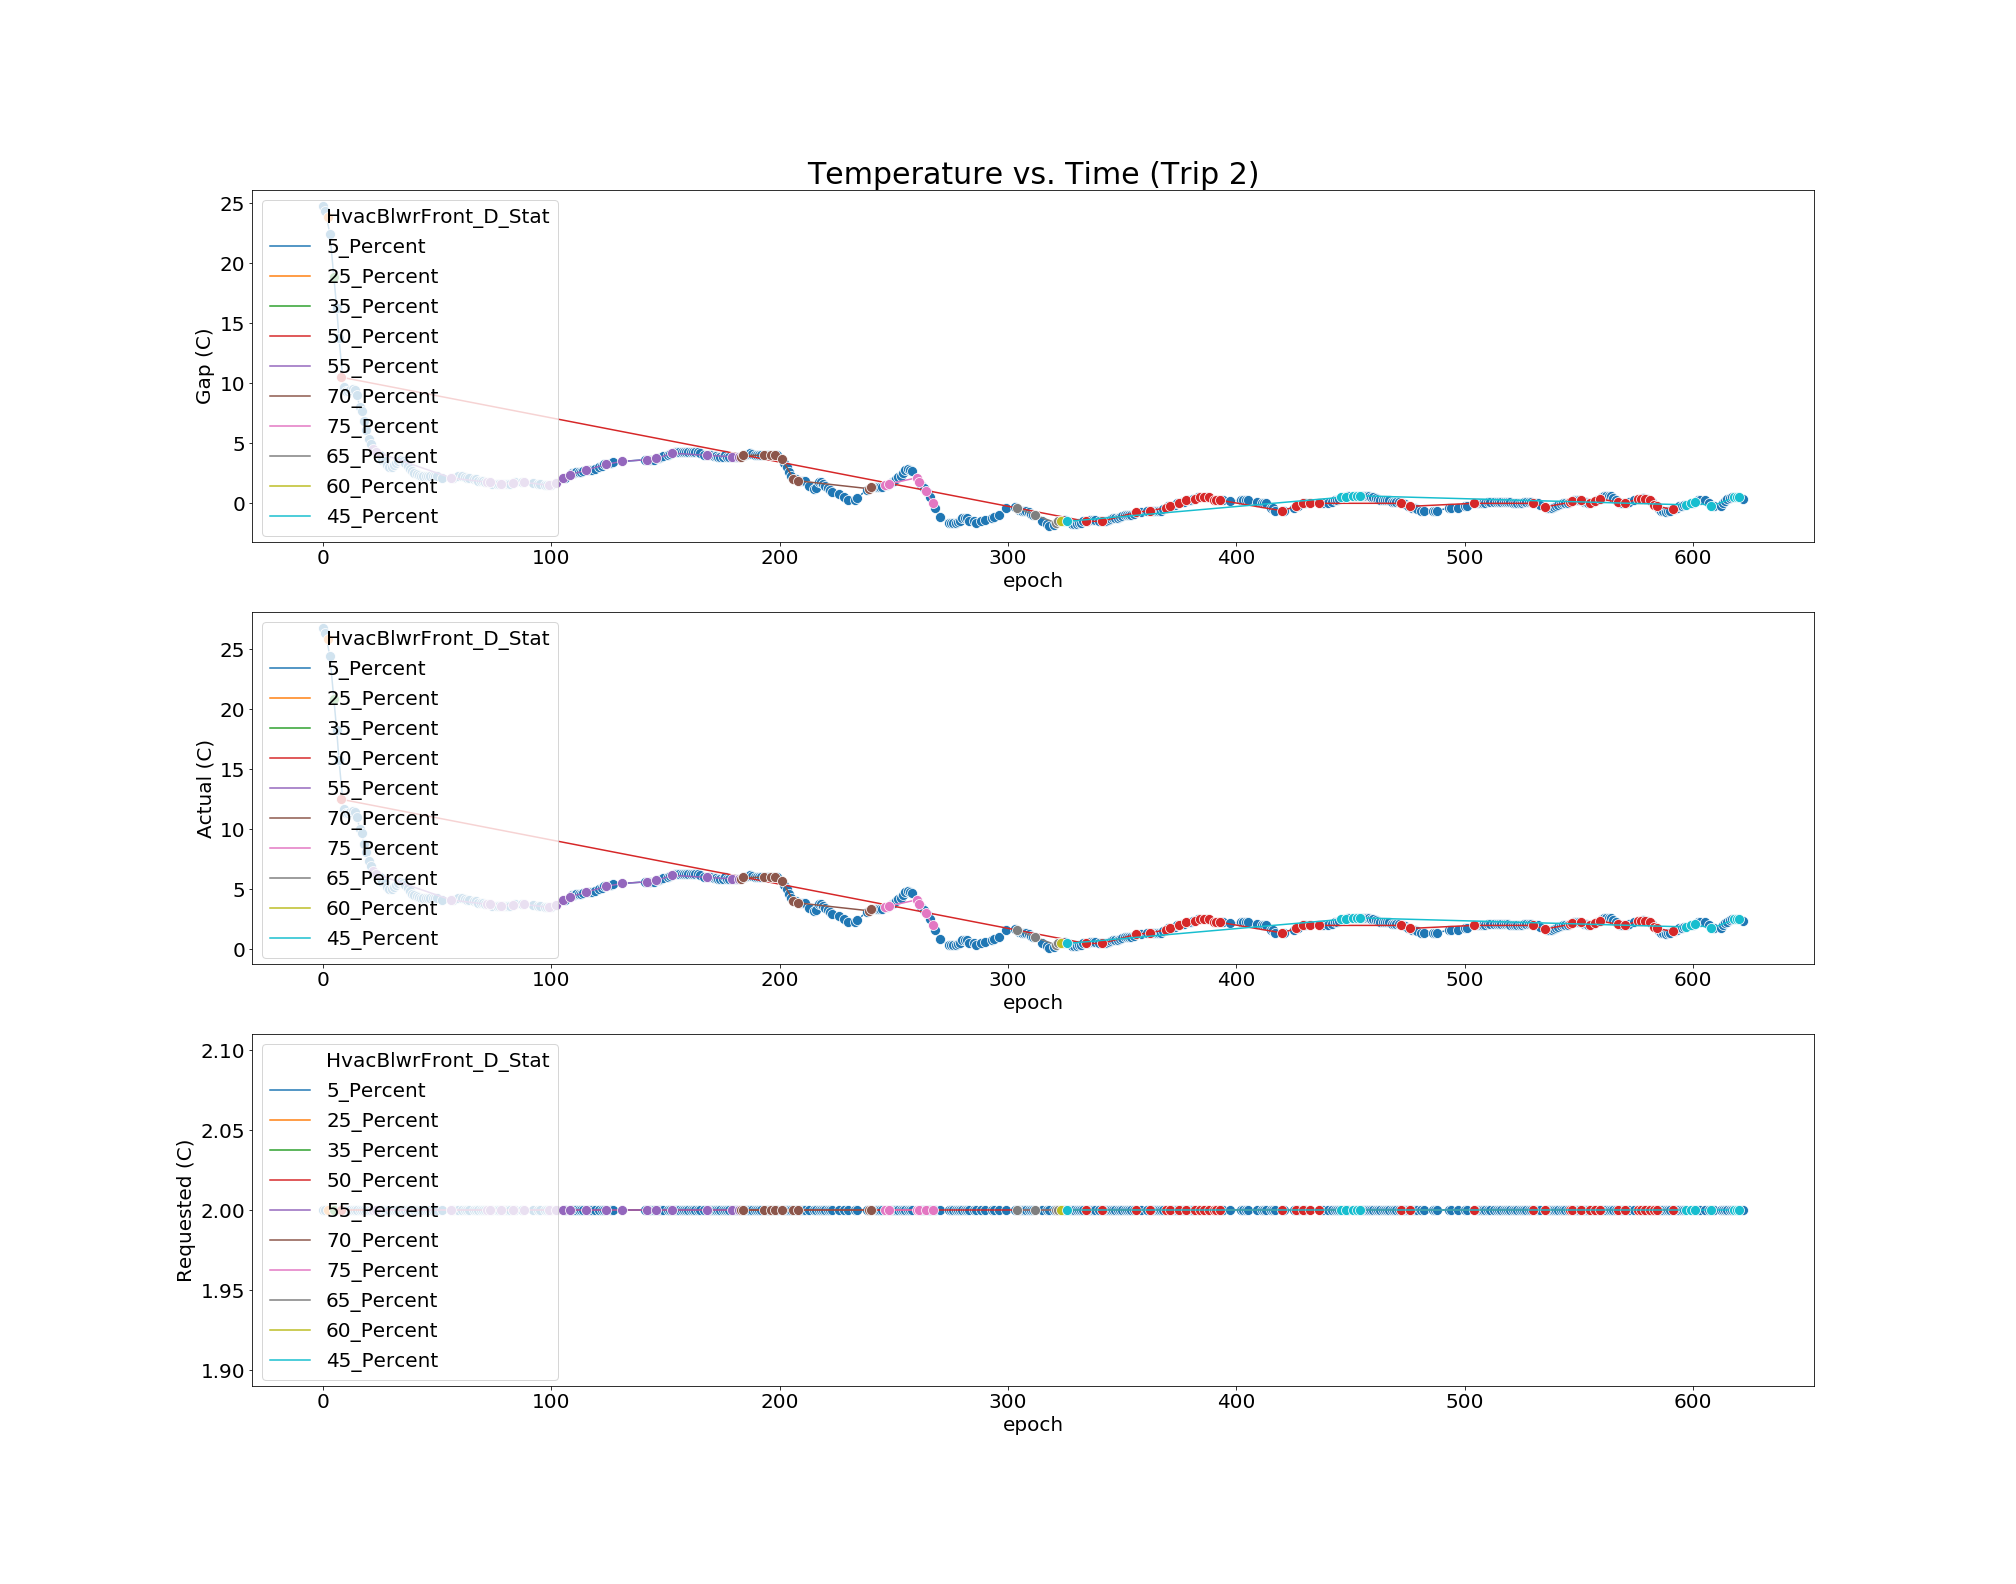 Temperature vs. Time (Trip 2)
Gap (C)
25
20
15
10
5
0
HvacBlwrFront_D_Stat
5_Percent
25_Percent
35_Percent
50_Percent
55_Percent
70_Percent
75_Percent
65_Percent
60_Percent
45_Percent
0 100 200 300 400 500 600
epoch
Actual (C)
25
20
15
10
5
0
HvacBlwrFront_D_Stat
5_Percent
25_Percent
35_Percent
50_Percent
55_Percent
70_Percent
75_Percent
65_Percent
60_Percent
45_Percent
0 100 200 300 400 500 600
epoch
Requested (C)
2.10
2.05
2.00
1.95
1.90
HvacBlwrFront_D_Stat
5_Percent
25_Percent
35_Percent
50_Percent
55_Percent
70_Percent
75_Percent
65_Percent
60_Percent
45_Percent
0 100 200 300 400 500 600
epoch